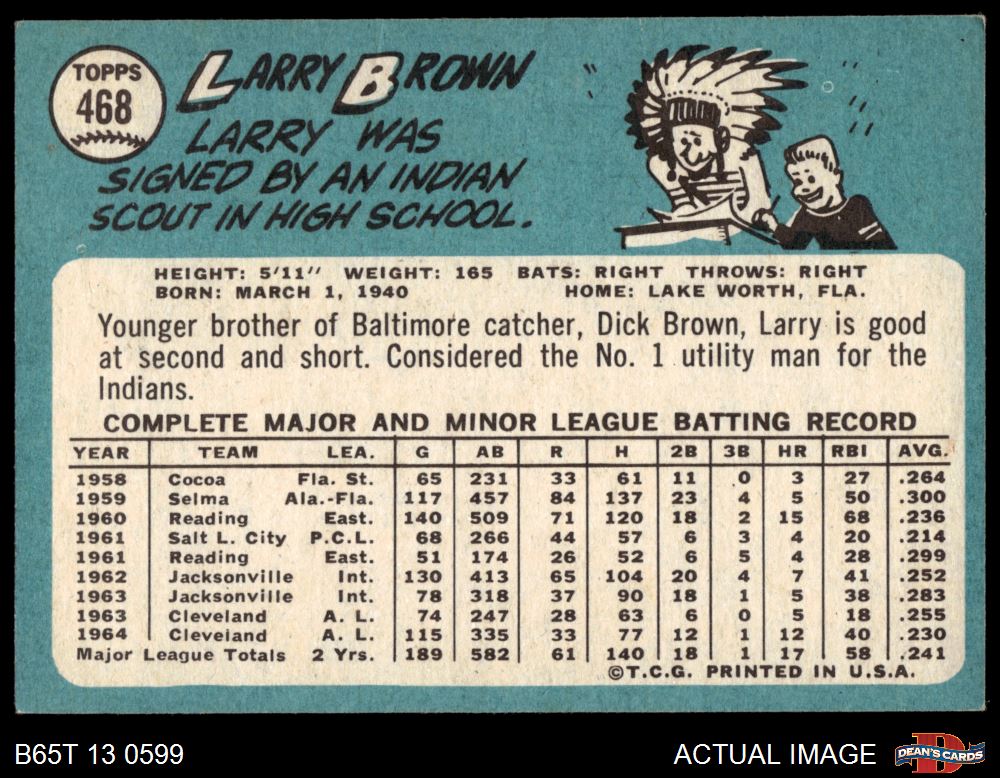 TOPPS
468
LARRY BROWN
LARRY WAS
SIGNED BY AN INDIAN
SCOUT IN HIGH SCHOOL.
HEIGHT: 5'11" WEIGHT: 165 BATS: RIGHT THROWS: RIGHT
BORN: MARCH 1, 1940 HOME: LAKE WORTH, FLA.
Younger brother of Baltimore catcher, Dick Brown, Larry is good
at second and short. Considered the No. 1 utility man for the
Indians.
COMPLETE MAJOR AND MINOR LEAGUE BATTING RECORD
YEAR TEAM LEA. G AB R H 2B 3B HR RBI AVG.
1958 Cocoa Fla. St. 65 231 33 61 11 0 3 27 .264
1959 Selma Ala.-Fla. 117 457 84 137 23 4 5 50 .300
1960 Reading East. 140 509 71 120 18 2 15 68 .236
1961 Salt L. City P.C.L. 68 266 44 57 6 3 4 20 .214
1961 Reading East. 51 174 26 52 6 5 4 28 .299
1962 Jacksonville Int. 130 413 65 104 20 4 7 41 .252
1963 Jacksonville Int. 78 318 37 90 18 1 5 38 .283
1963 Cleveland A. L. 74 247 28 63 6 0 5 18 .255
1964 Cleveland A. L. 115 335 33 77 12 1 12 40 .230
Major League Totals 2 Yrs. 189 582 61 140 18 1 17 58 .241
©T.C.G. PRINTED IN U.S.A.
B65T 13 0599
ACTUAL IMAGE
D
DEAN'S CARDS